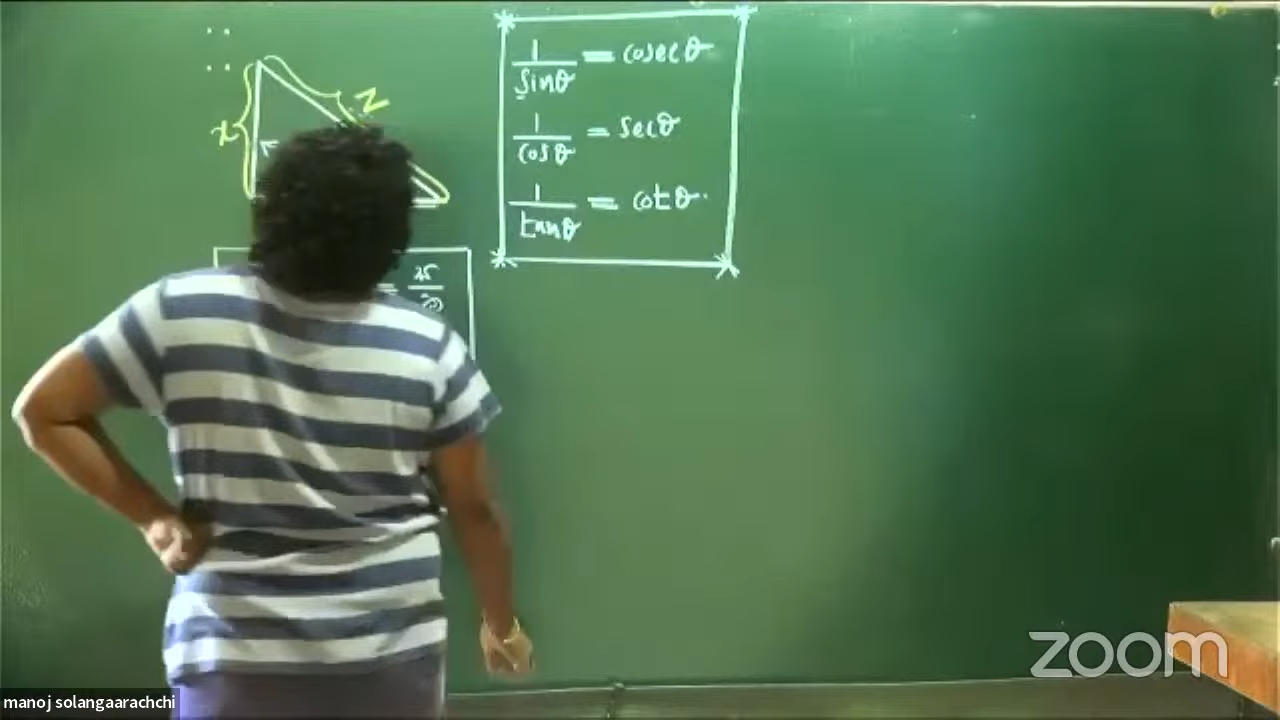 x
z
1/sinθ = cosecθ
1/cosθ = secθ
1/tanθ = cotθ
zoom
manoj solangaarachchi